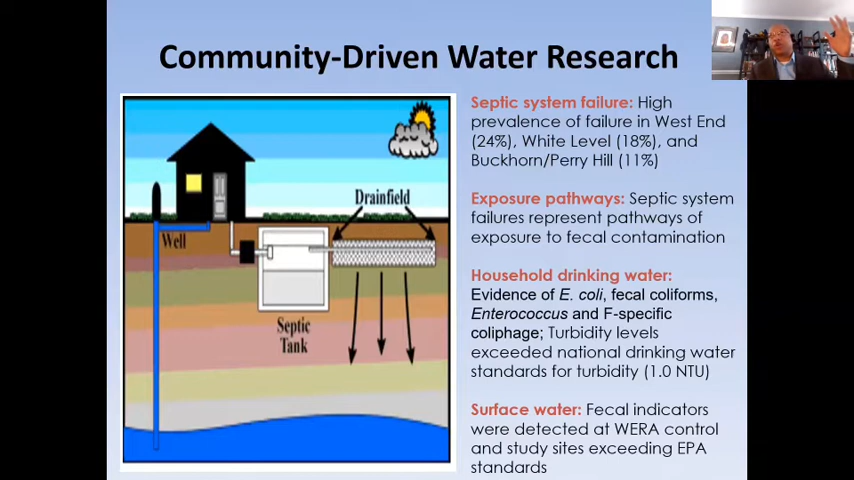 Community-Driven Water Research
Drainfield
Well
Septic
Tank
Septic system failure: High
prevalence of failure in West End
(24%), White Level (18%), and
Buckhorn/Perry Hill (11%)
Exposure pathways: Septic system
failures represent pathways of
exposure to fecal contamination
Household drinking water:
Evidence of E. coli, fecal coliforms,
Enterococcus and F-specific
coliphage; Turbidity levels
exceeded national drinking water
standards for turbidity (1.0 NTU)
Surface water: Fecal indicators
were detected at WERA control
and study sites exceeding EPA
standards